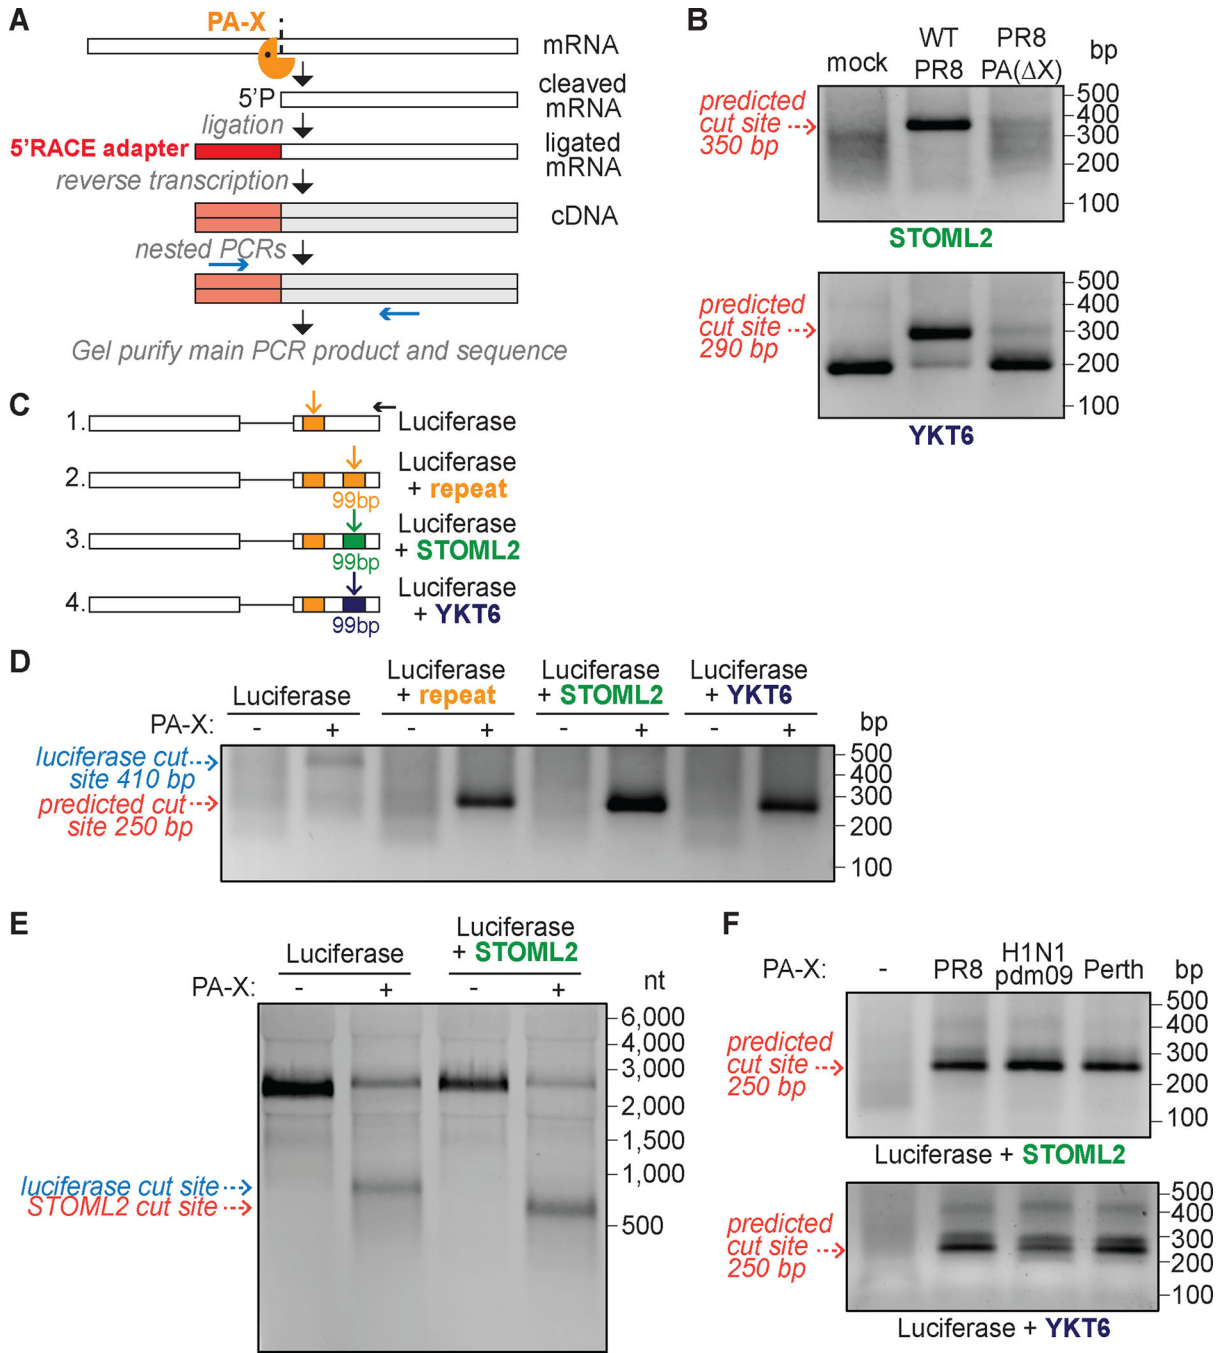 A
PA-X
mRNA
5'P
cleaved
mRNA
ligation
5'RACE adapter
ligated
mRNA
reverse transcription
cDNA
nested PCRs
Gel purify main PCR product and sequence
B
mock
WT
PR8
PR8
PA(ΔX)
bp
predicted
cut site
350 bp
500
400
300
200
100
STOML2
predicted
cut site
290 bp
500
400
300
200
100
YKT6
C
1.
Luciferase
2.
Luciferase
+ repeat
99bp
3.
Luciferase
+ STOML2
99bp
4.
Luciferase
+ YKT6
99bp
D
Luciferase
Luciferase
+ repeat
Luciferase
+ STOML2
Luciferase
+ YKT6
PA-X: - + - + - + - +
bp
luciferase cut
site 410 bp
predicted cut
site 250 bp
500
400
300
200
100
E
Luciferase
Luciferase
+ STOML2
PA-X: - + - +
nt
6,000
4,000
3,000
2,000
1,500
1,000
500
luciferase cut site
STOML2 cut site
F
PA-X: - PR8 H1N1 pdm09 Perth
bp
predicted
cut site
250 bp
500
400
300
200
100
Luciferase + STOML2
predicted
cut site
250 bp
500
400
300
200
100
Luciferase + YKT6